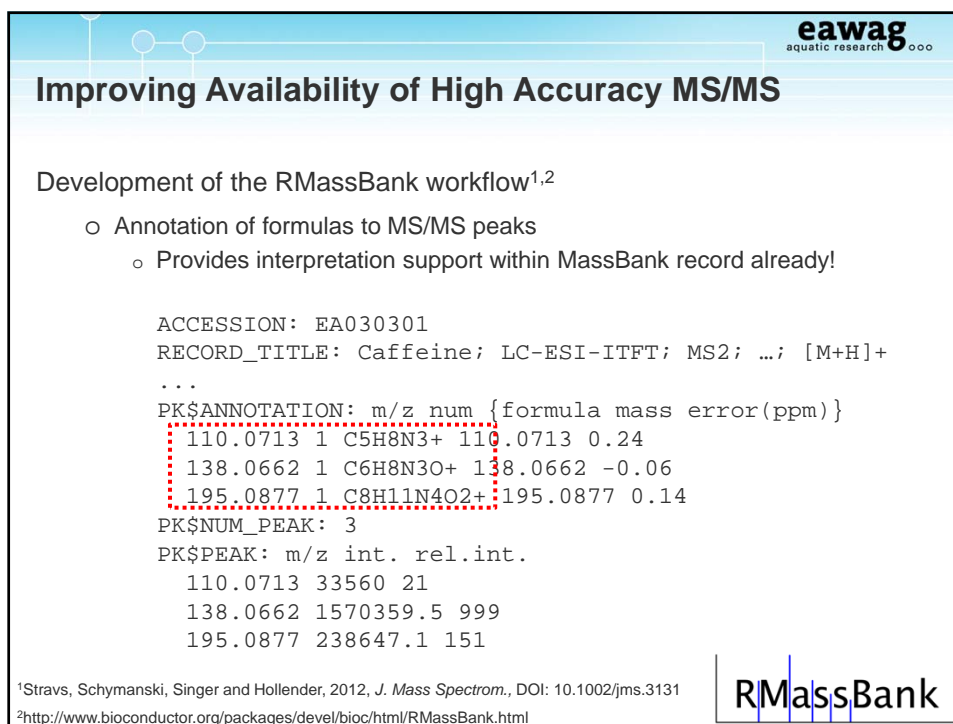 eawag
aquatic research
Improving Availability of High Accuracy MS/MS
Development of the RMassBank workflow1,2
o Annotation of formulas to MS/MS peaks
o Provides interpretation support within MassBank record already!
ACCESSION: EA030301
RECORD_TITLE: Caffeine; LC-ESI-ITFT; MS2; …; [M+H]+
...
PK$ANNOTATION: m/z num {formula mass error(ppm)}
110.0713 1 C5H8N3+ 110.0713 0.24
138.0662 1 C6H8N3O+ 138.0662 -0.06
195.0877 1 C8H11N4O2+ 195.0877 0.14
PK$NUM_PEAK: 3
PK$PEAK: m/z int. rel.int.
110.0713 33560 21
138.0662 1570359.5 999
195.0877 238647.1 151
1Stravs, Schymanski, Singer and Hollender, 2012, J. Mass Spectrom., DOI: 10.1002/jms.3131
2http://www.bioconductor.org/packages/devel/bioc/html/RMassBank.html
RMassBank